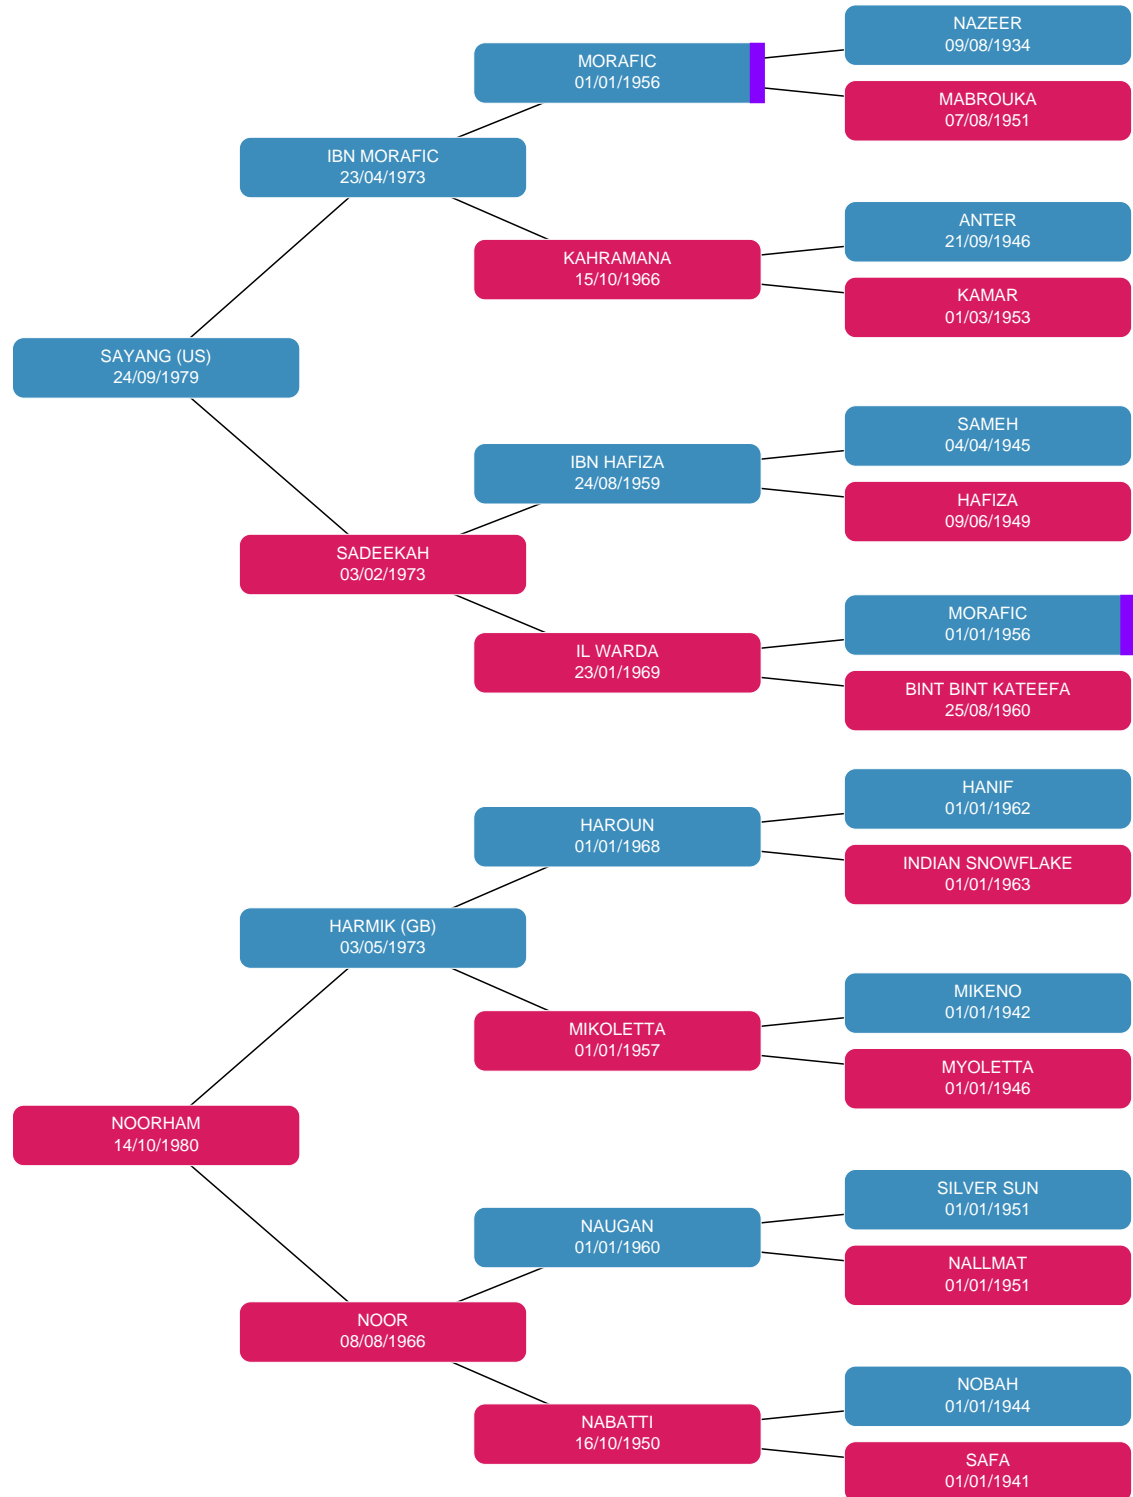 NAZEER
09/08/1934
MORAFIC
01/01/1956
MABROUKA
07/08/1951
IBN MORAFIC
23/04/1973
ANTER
21/09/1946
KAHRAMANA
15/10/1966
KAMAR
01/03/1953
SAYANG (US)
24/09/1979
SAMEH
04/04/1945
IBN HAFIZA
24/08/1959
HAFIZA
09/06/1949
SADEEKAH
03/02/1973
MORAFIC
01/01/1956
IL WARDA
23/01/1969
BINT BINT KATEEFA
25/08/1960
HANIF
01/01/1962
HAROUN
01/01/1968
INDIAN SNOWFLAKE
01/01/1963
HARMIK (GB)
03/05/1973
MIKENO
01/01/1942
MIKOLETTA
01/01/1957
MYOLETTA
01/01/1946
NOORHAM
14/10/1980
SILVER SUN
01/01/1951
NAUGAN
01/01/1960
NALLMAT
01/01/1951
NOOR
08/08/1966
NOBAH
01/01/1944
NABATTI
16/10/1950
SAFA
01/01/1941